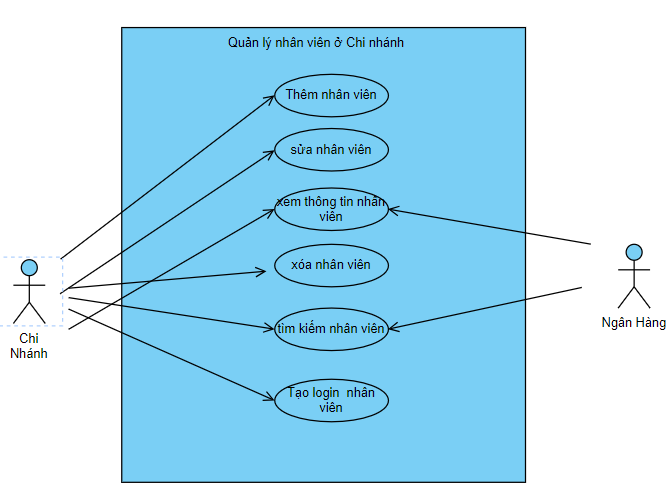 Quản lý nhân viên ở Chi nhánh
Thêm nhân viên
sửa nhân viên
xem thông tin nhân
viên
xóa nhân viên
tìm kiếm nhân viên
Tạo login nhân
viên
Chi
Nhánh
Ngân Hàng